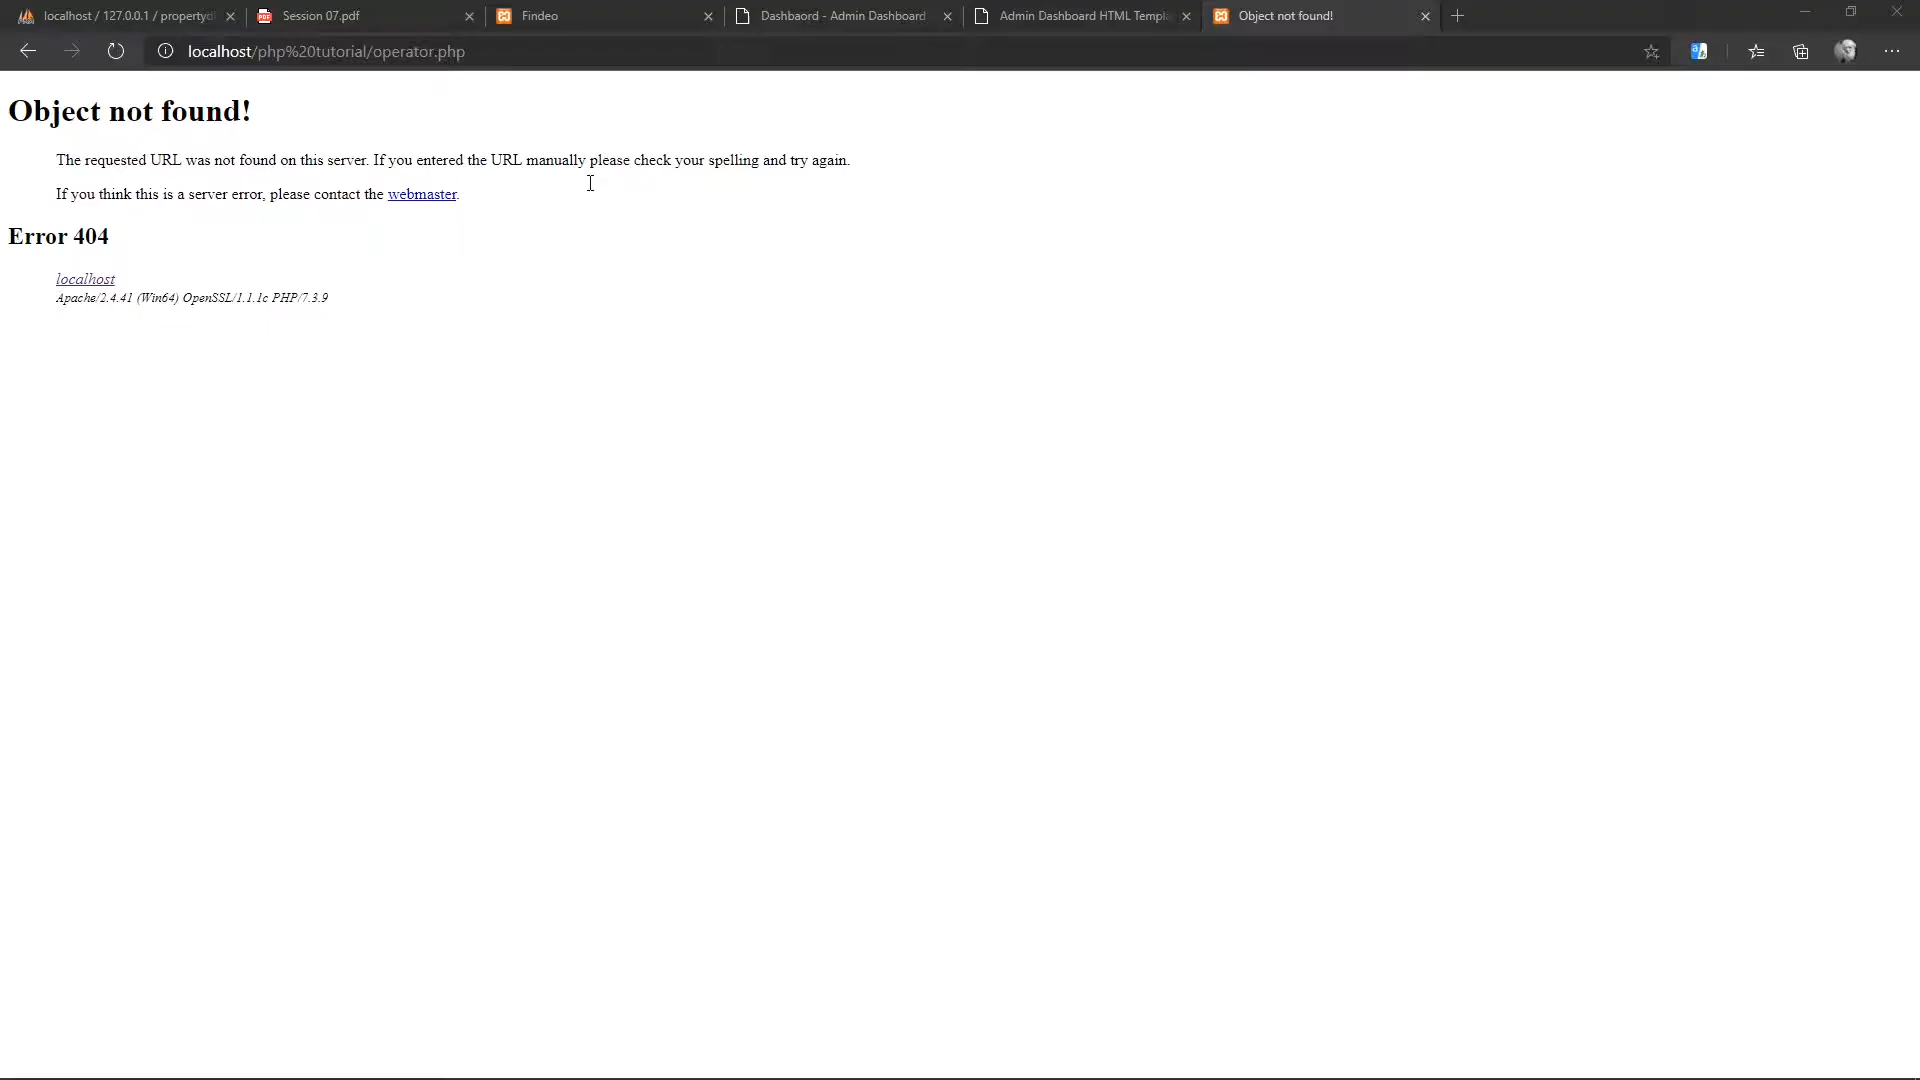 localhost / 127.0.0.1 / propertyd
Session 07.pdf
Findeo
Dashbaord - Admin Dashboard
Admin Dashboard HTML Templa
Object not found!
localhost/php%20tutorial/operator.php
Object not found!
The requested URL was not found on this server. If you entered the URL manually please check your spelling and try again.
If you think this is a server error, please contact the webmaster.
Error 404
localhost
Apache/2.4.41 (Win64) OpenSSL/1.1.1c PHP/7.3.9